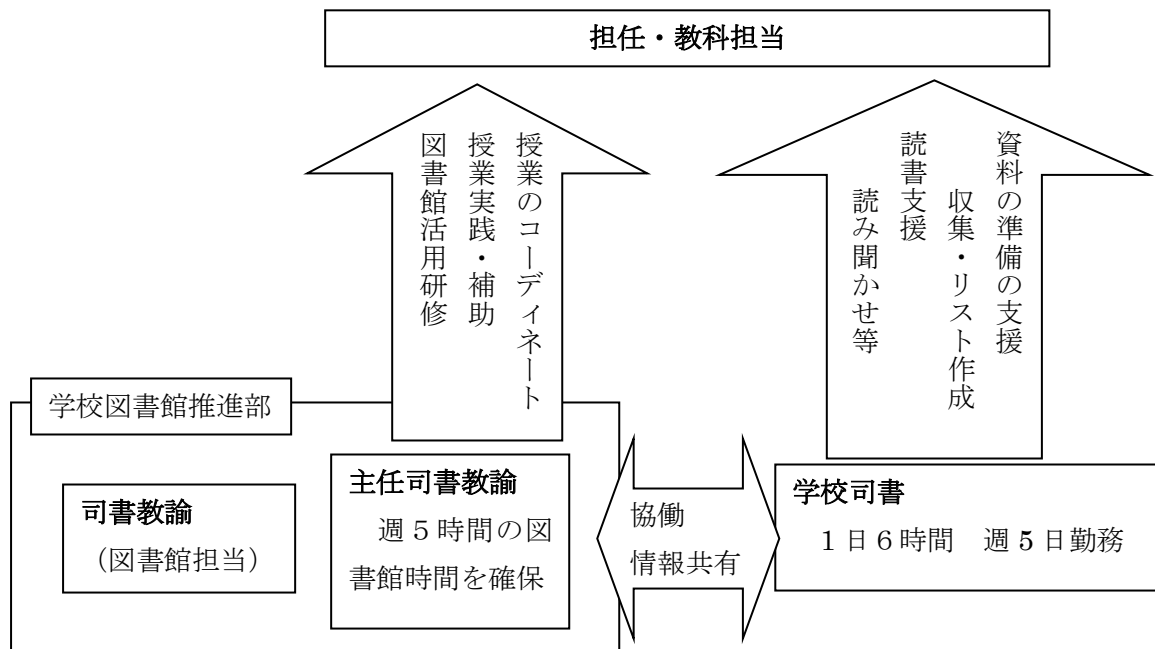 担任・教科担当
授業のコーディネート
授業実践・補助
図書館活用研修
資料の準備の支援
収集・リスト作成
読書支援
読み聞かせ等
学校図書館推進部
司書教諭
（図書館担当）
主任司書教諭
週５時間の図
書館時間を確保
協働
情報共有
学校司書
１日６時間　週５日勤務